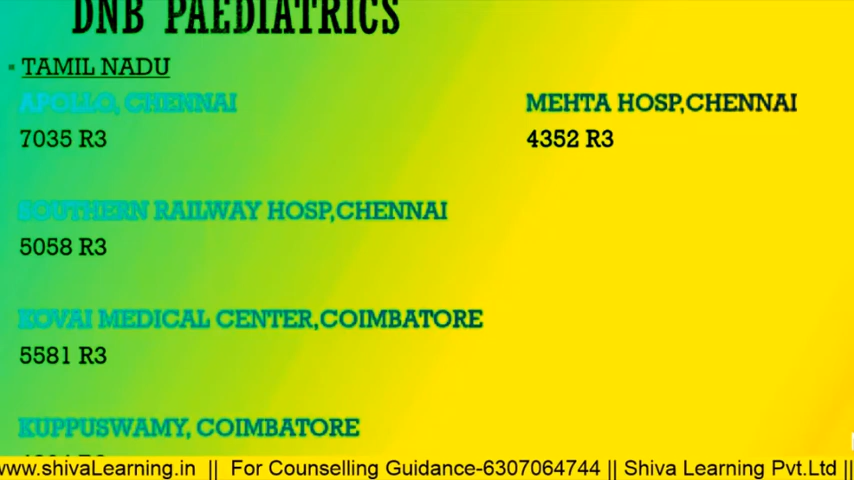 DNB PAEDIATRICS
TAMIL NADU
APOLLO, CHENNAI
7035 R3
SOUTHERN RAILWAY HOSP,CHENNAI
5058 R3
KOVAI MEDICAL CENTER,COIMBATORE
5581 R3
KUPPUSWAMY, COIMBATORE
MEHTA HOSP,CHENNAI
4352 R3
www.shivaLearning.in || For Counselling Guidance-6307064744 || Shiva Learning Pvt.Ltd ||